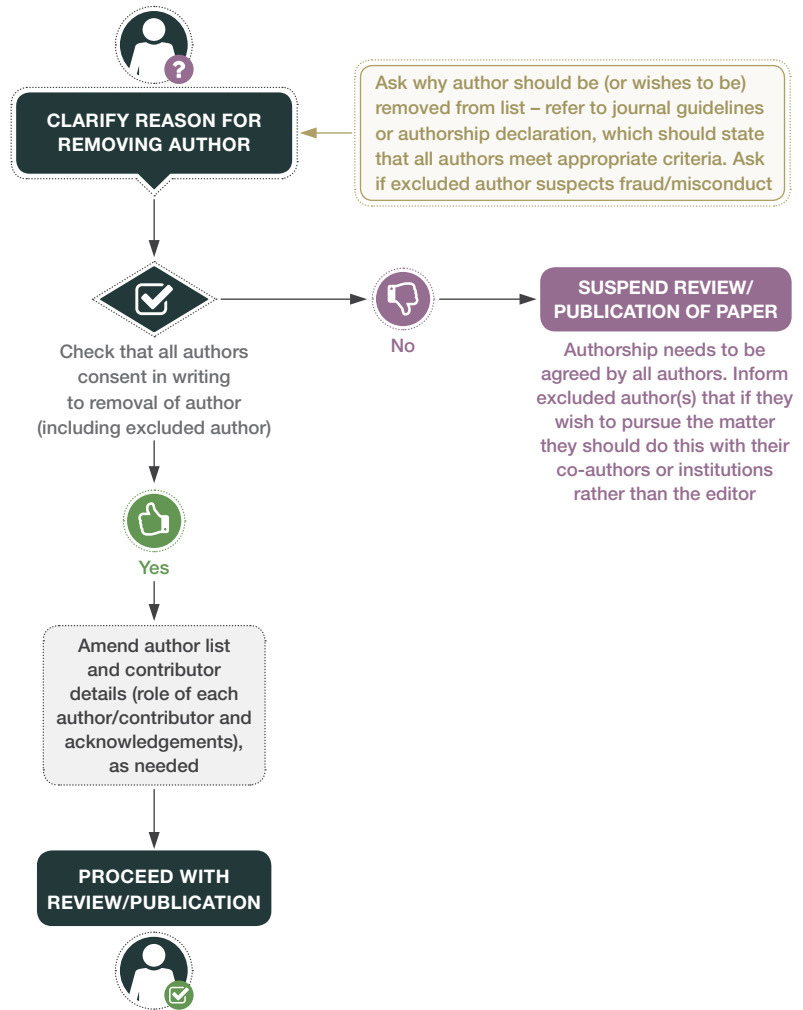 ?
CLARIFY REASON FOR
REMOVING AUTHOR
Ask why author should be (or wishes to be)
removed from list – refer to journal guidelines
or authorship declaration, which should state
that all authors meet appropriate criteria. Ask
if excluded author suspects fraud/misconduct
Check that all authors
consent in writing
to removal of author
(including excluded author)
No
SUSPEND REVIEW/
PUBLICATION OF PAPER
Authorship needs to be
agreed by all authors. Inform
excluded author(s) that if they
wish to pursue the matter
they should do this with their
co-authors or institutions
rather than the editor
Yes
Amend author list
and contributor
details (role of each
author/contributor and
acknowledgements),
as needed
PROCEED WITH
REVIEW/PUBLICATION